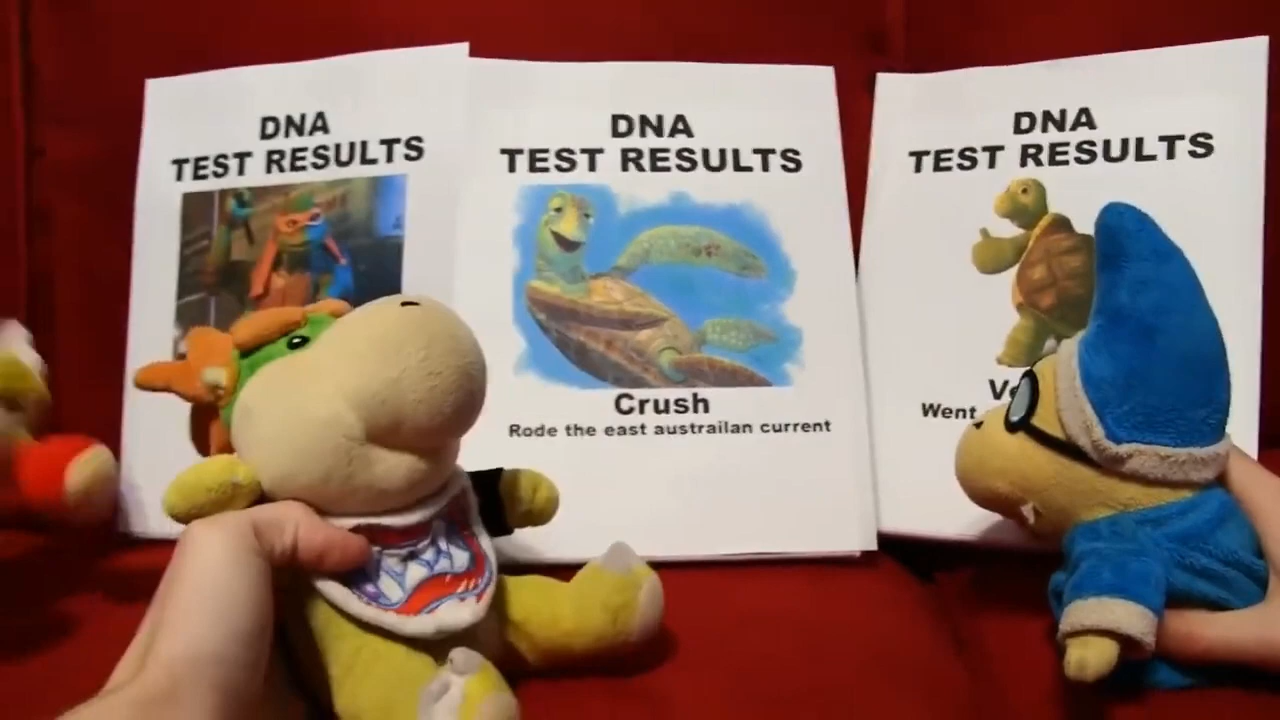 DNA
TEST RESULTS
DNA
TEST RESULTS
Crush
Rode the east austrailan current
DNA
TEST RESULTS
Went